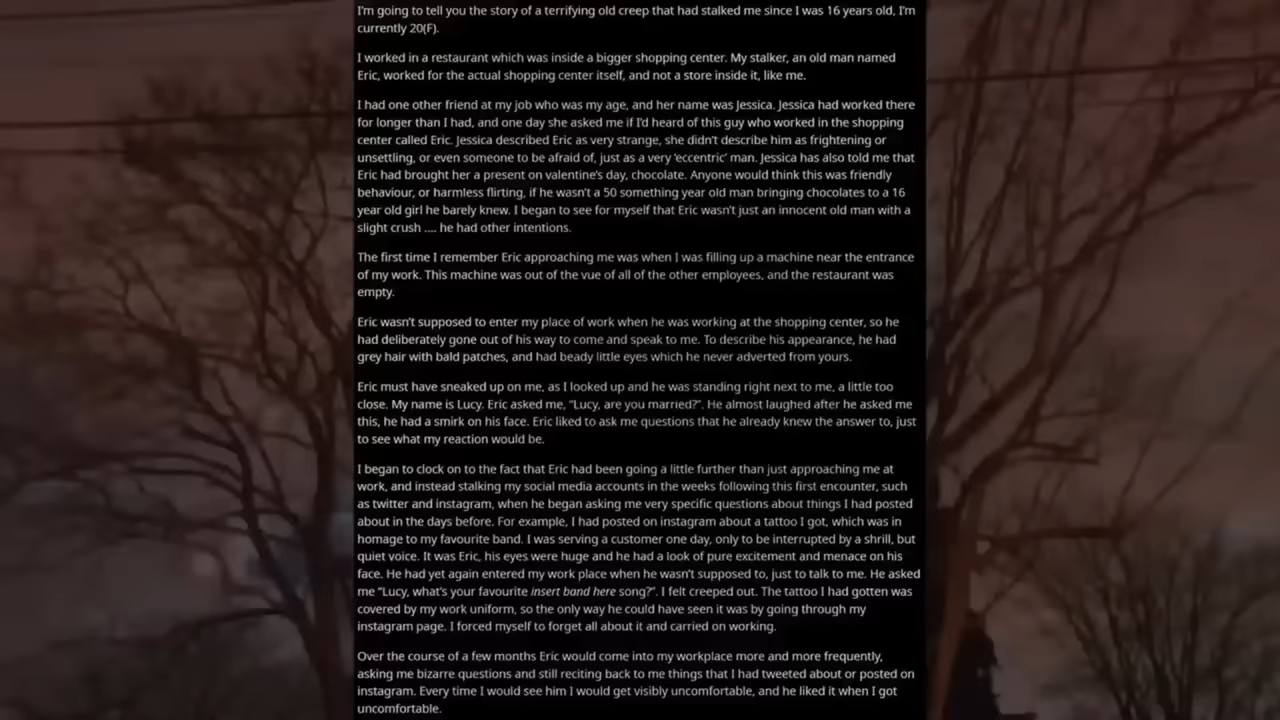 I'm going to tell you the story of a terrifying old creep that had stalked me since I was 16 years old, I'm
currently 20(F).
I worked in a restaurant which was inside a bigger shopping center. My stalker, an old man named
Eric, worked for the actual shopping center itself, and not a store inside it, like me.
I had one other friend at my job who was my age, and her name was Jessica. Jessica had worked there
for longer than I had, and one day she asked me if I'd heard of this guy who worked in the shopping
center called Eric. Jessica described Eric as very strange, she didn't describe him as frightening or
unsettling, or even someone to be afraid of, just as a very 'eccentric' man. Jessica has also told me that
Eric had brought her a present on valentine's day, chocolate. Anyone would think this was friendly
behaviour, or harmless flirting, if he wasn't a 50 something year old man bringing chocolates to a 16
year old girl he barely knew. I began to see for myself that Eric wasn't just an innocent old man with a
slight crush .... he had other intentions.
The first time I remember Eric approaching me was when I was filling up a machine near the entrance
of my work. This machine was out of the vue of all of the other employees, and the restaurant was
empty.
Eric wasn't supposed to enter my place of work when he was working at the shopping center, so he
had deliberately gone out of his way to come and speak to me. To describe his appearance, he had
grey hair with bald patches, and had beady little eyes which he never adverted from yours.
Eric must have sneaked up on me, as I looked up and he was standing right next to me, a little too
close. My name is Lucy. Eric asked me, "Lucy, are you married?". He almost laughed after he asked me
this, he had a smirk on his face. Eric liked to ask me questions that he already knew the answer to, just
to see what my reaction would be.
I began to clock on to the fact that Eric had been going a little further than just approaching me at
work, and instead stalking my social media accounts in the weeks following this first encounter, such
as twitter and instagram, when he began asking me very specific questions about things I had posted
about in the days before. For example, I had posted on instagram about a tattoo I got, which was in
homage to my favourite band. I was serving a customer one day, only to be interrupted by a shrill, but
quiet voice. It was Eric, his eyes were huge and he had a look of pure excitement and menace on his
face. He had yet again entered my work place when he wasn't supposed to, just to talk to me. He asked
me "Lucy, what's your favourite insert band here song?". I felt creeped out. The tattoo I had gotten was
covered by my work uniform, so the only way he could have seen it was by going through my
instagram page. I forced myself to forget all about it and carried on working.
Over the course of a few months Eric would come into my workplace more and more frequently,
asking me bizarre questions and still reciting back to me things that I had tweeted about or posted on
instagram. Every time I would see him I would get visibly uncomfortable, and he liked it when I got
uncomfortable.